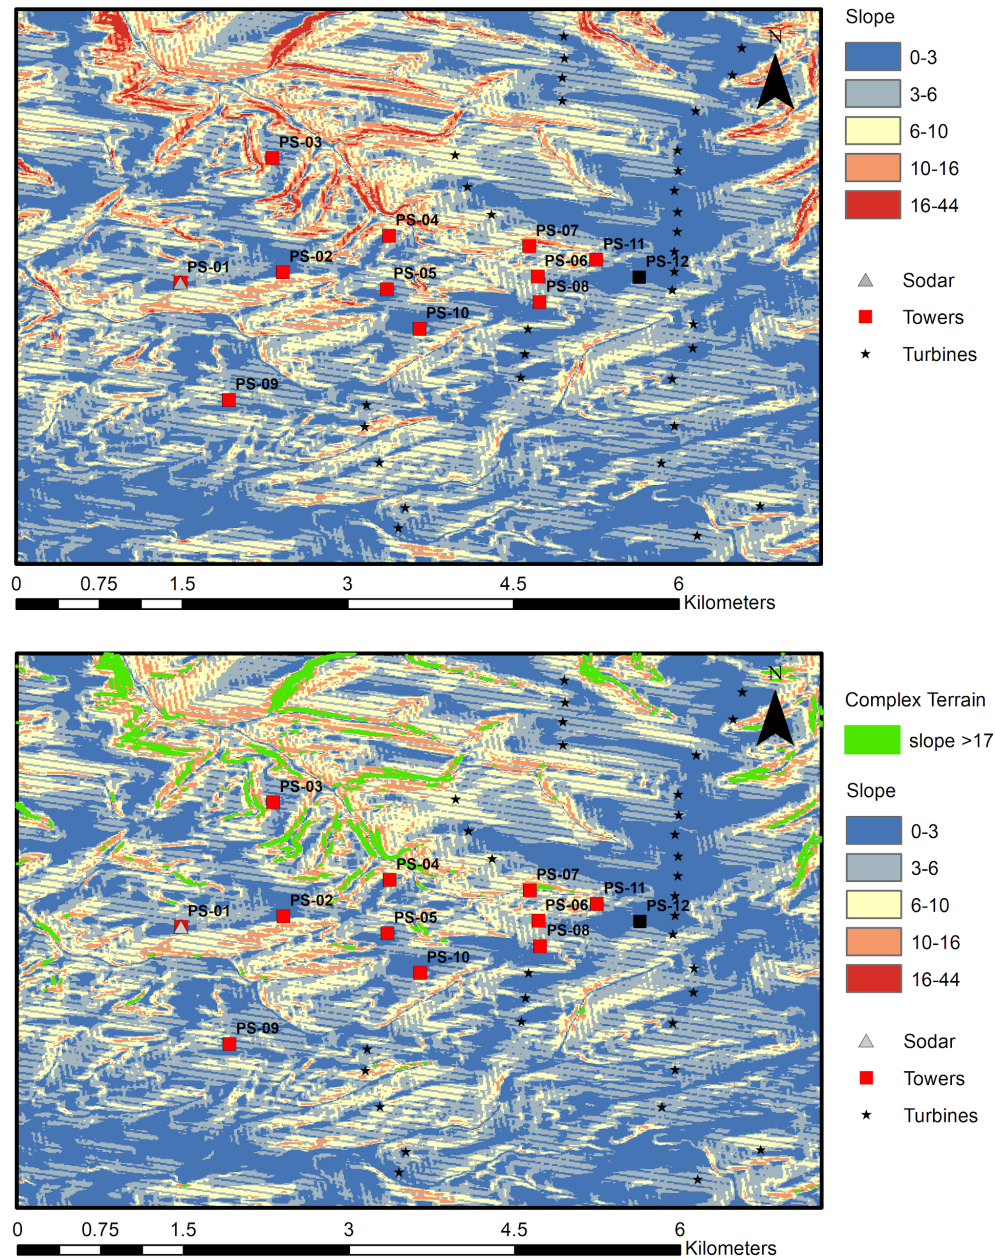 Slope
N
0-3
3-6
6-10
10-16
16-44
PS-03
PS-04
PS-07
PS-11
PS-02
PS-01
PS-05
PS-06
PS-12
PS-08
PS-10
PS-09
Sodar
Towers
Turbines
0 0.75 1.5 3 4.5 6
Kilometers
N
Complex Terrain
slope >17
Slope
0-3
3-6
6-10
10-16
16-44
PS-03
PS-04
PS-07
PS-11
PS-02
PS-01
PS-05
PS-06
PS-12
PS-08
PS-10
PS-09
Sodar
Towers
Turbines
0 0.75 1.5 3 4.5 6
Kilometers